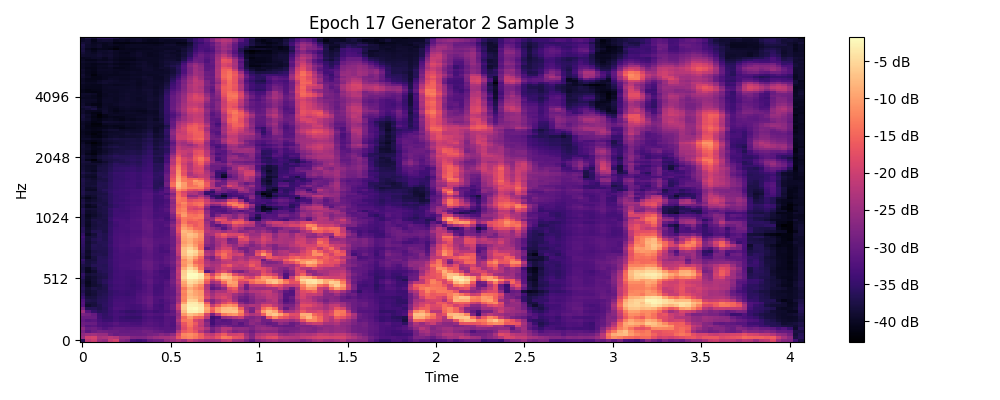 Epoch 17 Generator 2 Sample 3
Hz
4096
2048
1024
512
0
0
0.5
1
1.5
2
2.5
3
3.5
4
Time
-5 dB
-10 dB
-15 dB
-20 dB
-25 dB
-30 dB
-35 dB
-40 dB